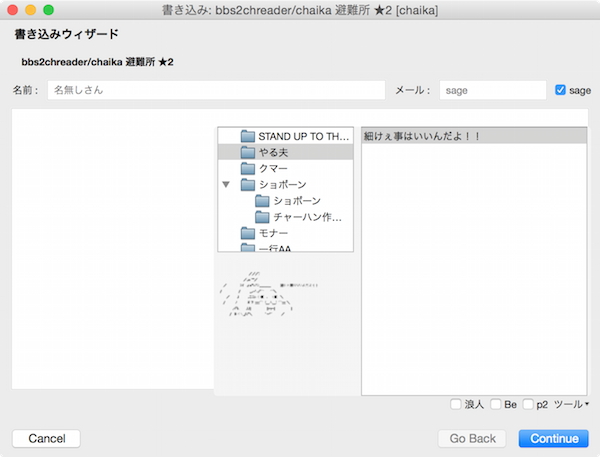 書き込み: bbs2chreader/chaika 避難所 ★2 [chaika]
書き込みウィザード
bbs2chreader/chaika 避難所 ★2
名前 : 名無しさん メール : sage sage
STAND UP TO TH...
やる夫
クマー
ショボーン
ショボーン
チャーハン作...
モナー
一行AA
細けぇ事はいいんだよ！！
浪人 Be p2 ツール
Cancel Go Back Continue